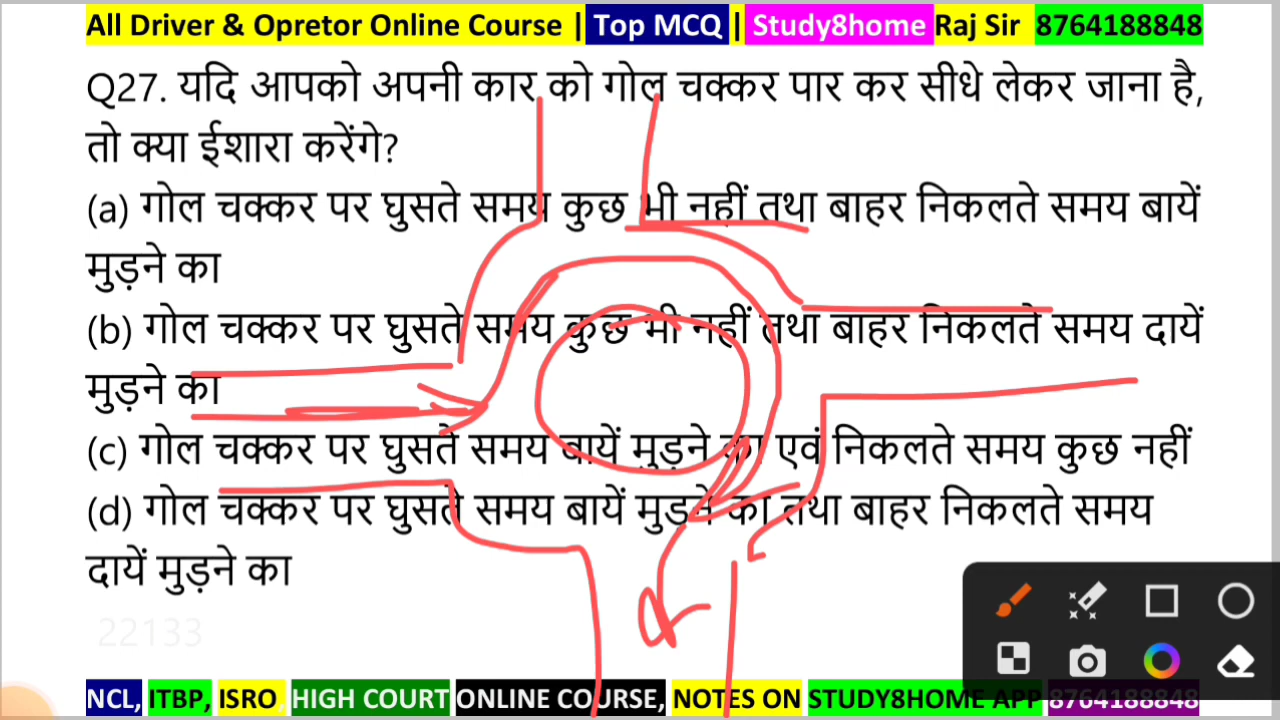 All Driver & Opretor Online Course | Top MCQ | Study8home Raj Sir 8764188848
Q27. यदि आपको अपनी कार को गोल चक्कर पार कर सीधे लेकर जाना है,
तो क्या ईशारा करेंगे?
(a) गोल चक्कर पर घुसते समय कुछ भी नहीं तथा बाहर निकलते समय बायें
मुड़ने का
(b) गोल चक्कर पर घुसते समय कुछ भी नहीं तथा बाहर निकलते समय दायें
मुड़ने का
(c) गोल चक्कर पर घुसते समय बायें मुड़ने का एवं निकलते समय कुछ नहीं
(d) गोल चक्कर पर घुसते समय बायें मुड़ने का तथा बाहर निकलते समय
दायें मुड़ने का
22133
NCL, ITBP, ISRO, HIGH COURT ONLINE COURSE, NOTES ON STUDY8HOME APP 8764188848